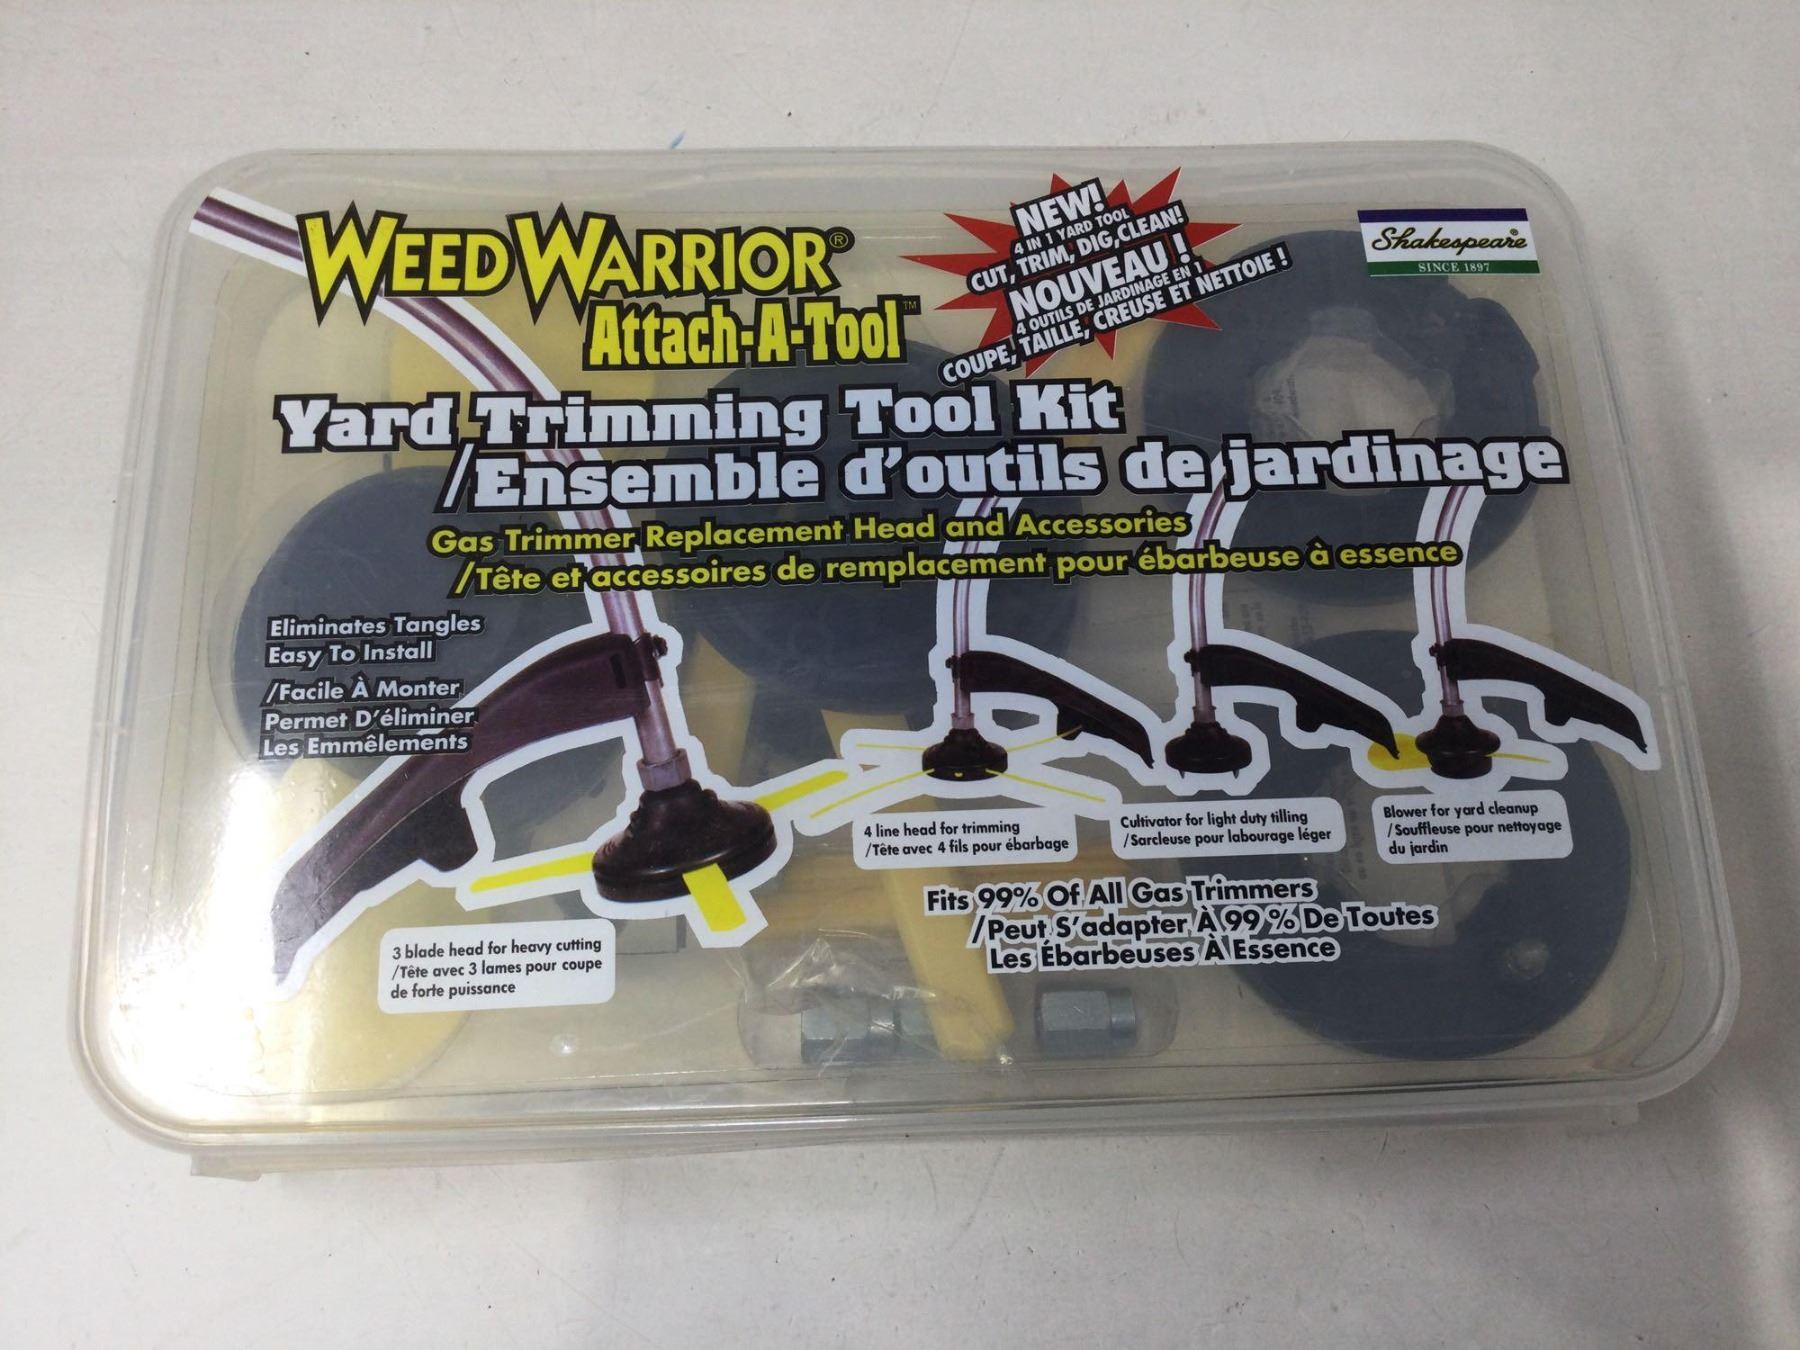 WEED WARRIOR®
Attach-A-Tool™
NEW!
4 IN 1 YARD TOOL
CUT, TRIM, DIG, CLEAN!
NOUVEAU !
4 OUTILS DE JARDINAGE EN 1
COUPE, TAILLE, CREUSE ET NETTOIE !
Shakespeare®
SINCE 1897
Yard Trimming Tool Kit
/Ensemble d'outils de jardinage
Gas Trimmer Replacement Head and Accessories
/Tête et accessoires de remplacement pour ébarbeuse à essence
Eliminates Tangles
Easy To Install
/Facile À Monter
Permet D'éliminer
Les Emmêlements
3 blade head for heavy cutting
/Tête avec 3 lames pour coupe
de forte puissance
4 line head for trimming
/Tête avec 4 fils pour ébarbage
Cultivator for light duty tilling
/Sarcleuse pour labourage léger
Blower for yard cleanup
/Souffleuse pour nettoyage
du jardin
Fits 99% Of All Gas Trimmers
/Peut S'adapter À 99 % De Toutes
Les Ébarbeuses À Essence